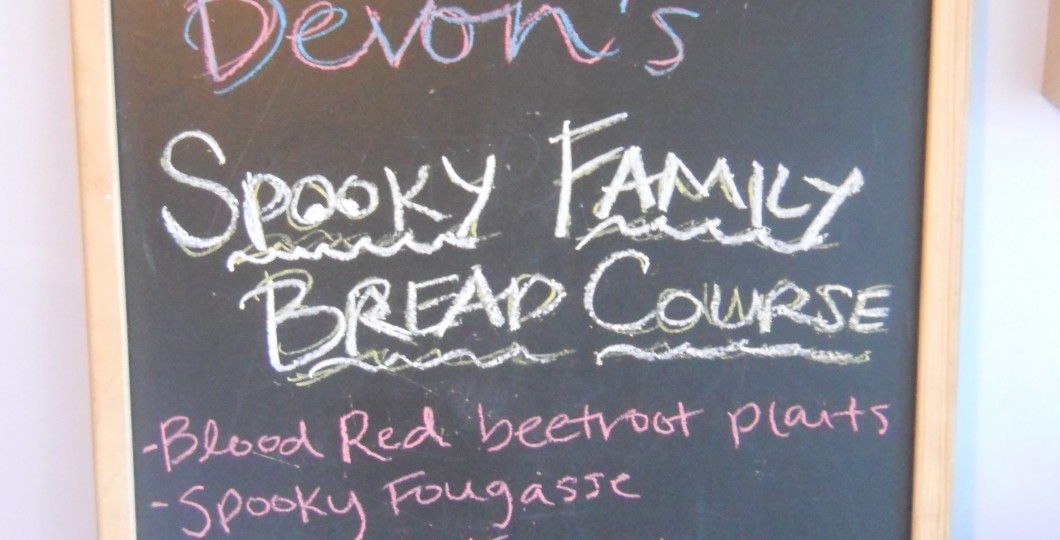 Devon's
SPOOKY FAMILY
BREAD COURSE
-Blood Red beetroot plaits
-Spooky Fougasse